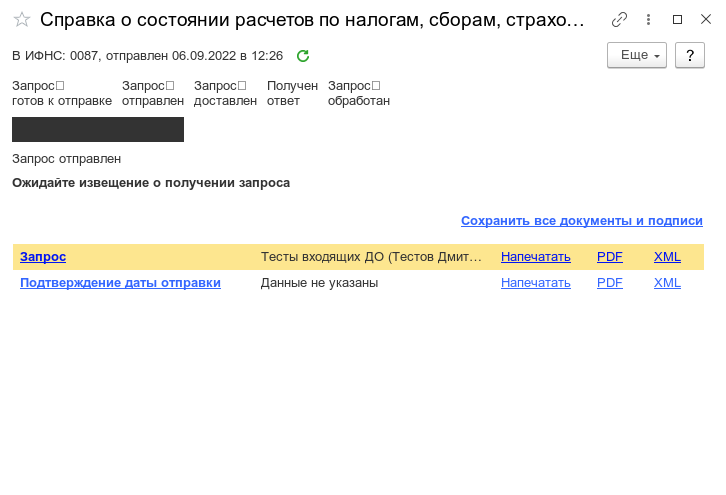 Справка о состоянии расчетов по налогам, сборам, страхо...
В ИФНС: 0087, отправлен 06.09.2022 в 12:26
Еще
?
Запрос готов к отправке
Запрос отправлен
Запрос доставлен
Получен ответ
Запрос обработан
Запрос отправлен
Ожидайте извещение о получении запроса
Сохранить все документы и подписи
Запрос Тесты входящих ДО (Тестов Дмит... Напечатать PDF XML
Подтверждение даты отправки Данные не указаны Напечатать PDF XML